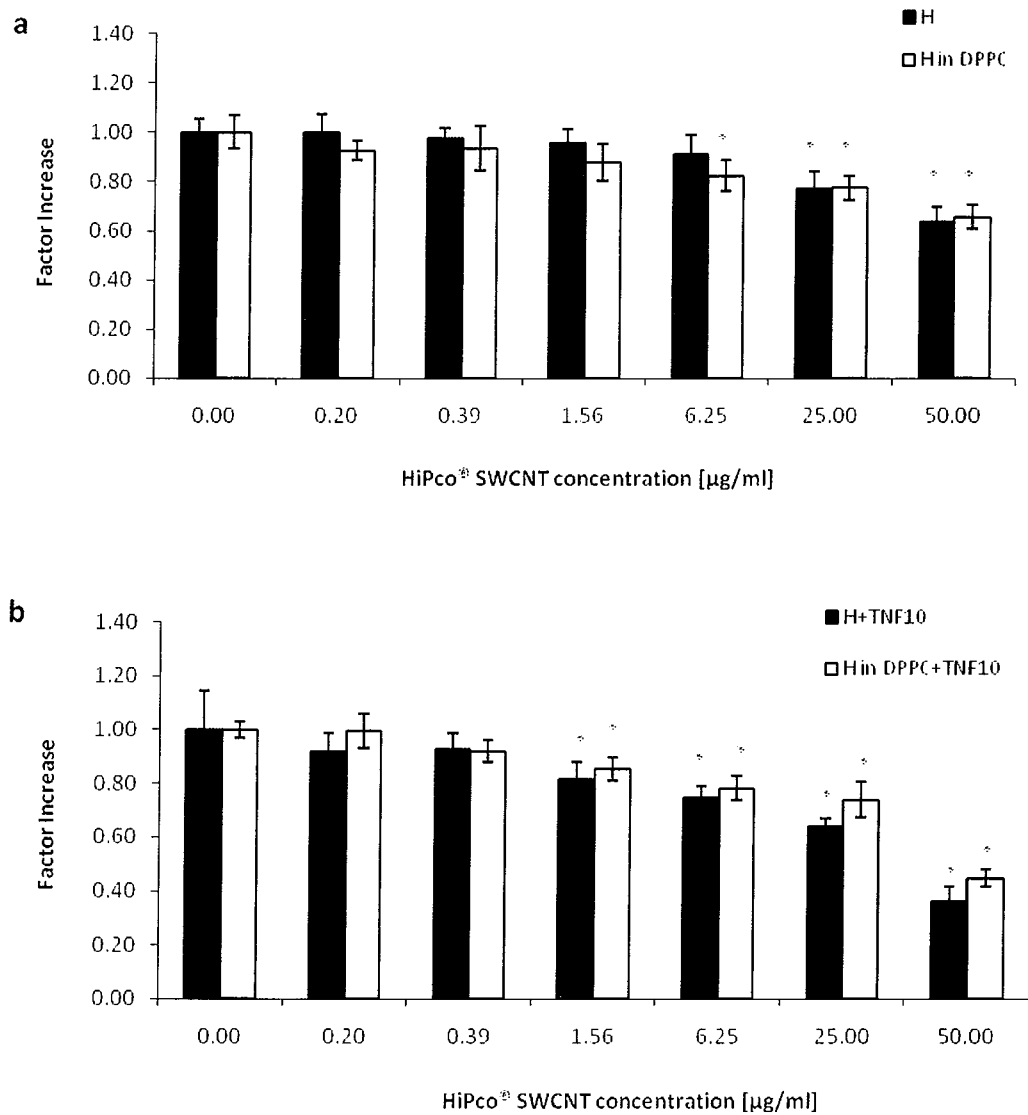 a
H
H in DPPC
1.40
1.20
1.00
0.80
0.60
0.40
0.20
0.00
Factor Increase
0.00 0.20 0.39 1.56 6.25 25.00 50.00
* * * * *
HiPco® SWCNT concentration [µg/ml]
b
H+TNF10
H in DPPC+TNF10
1.40
1.20
1.00
0.80
0.60
0.40
0.20
0.00
Factor Increase
* * * * * * * *
0.00 0.20 0.39 1.56 6.25 25.00 50.00
HiPco® SWCNT concentration [µg/ml]